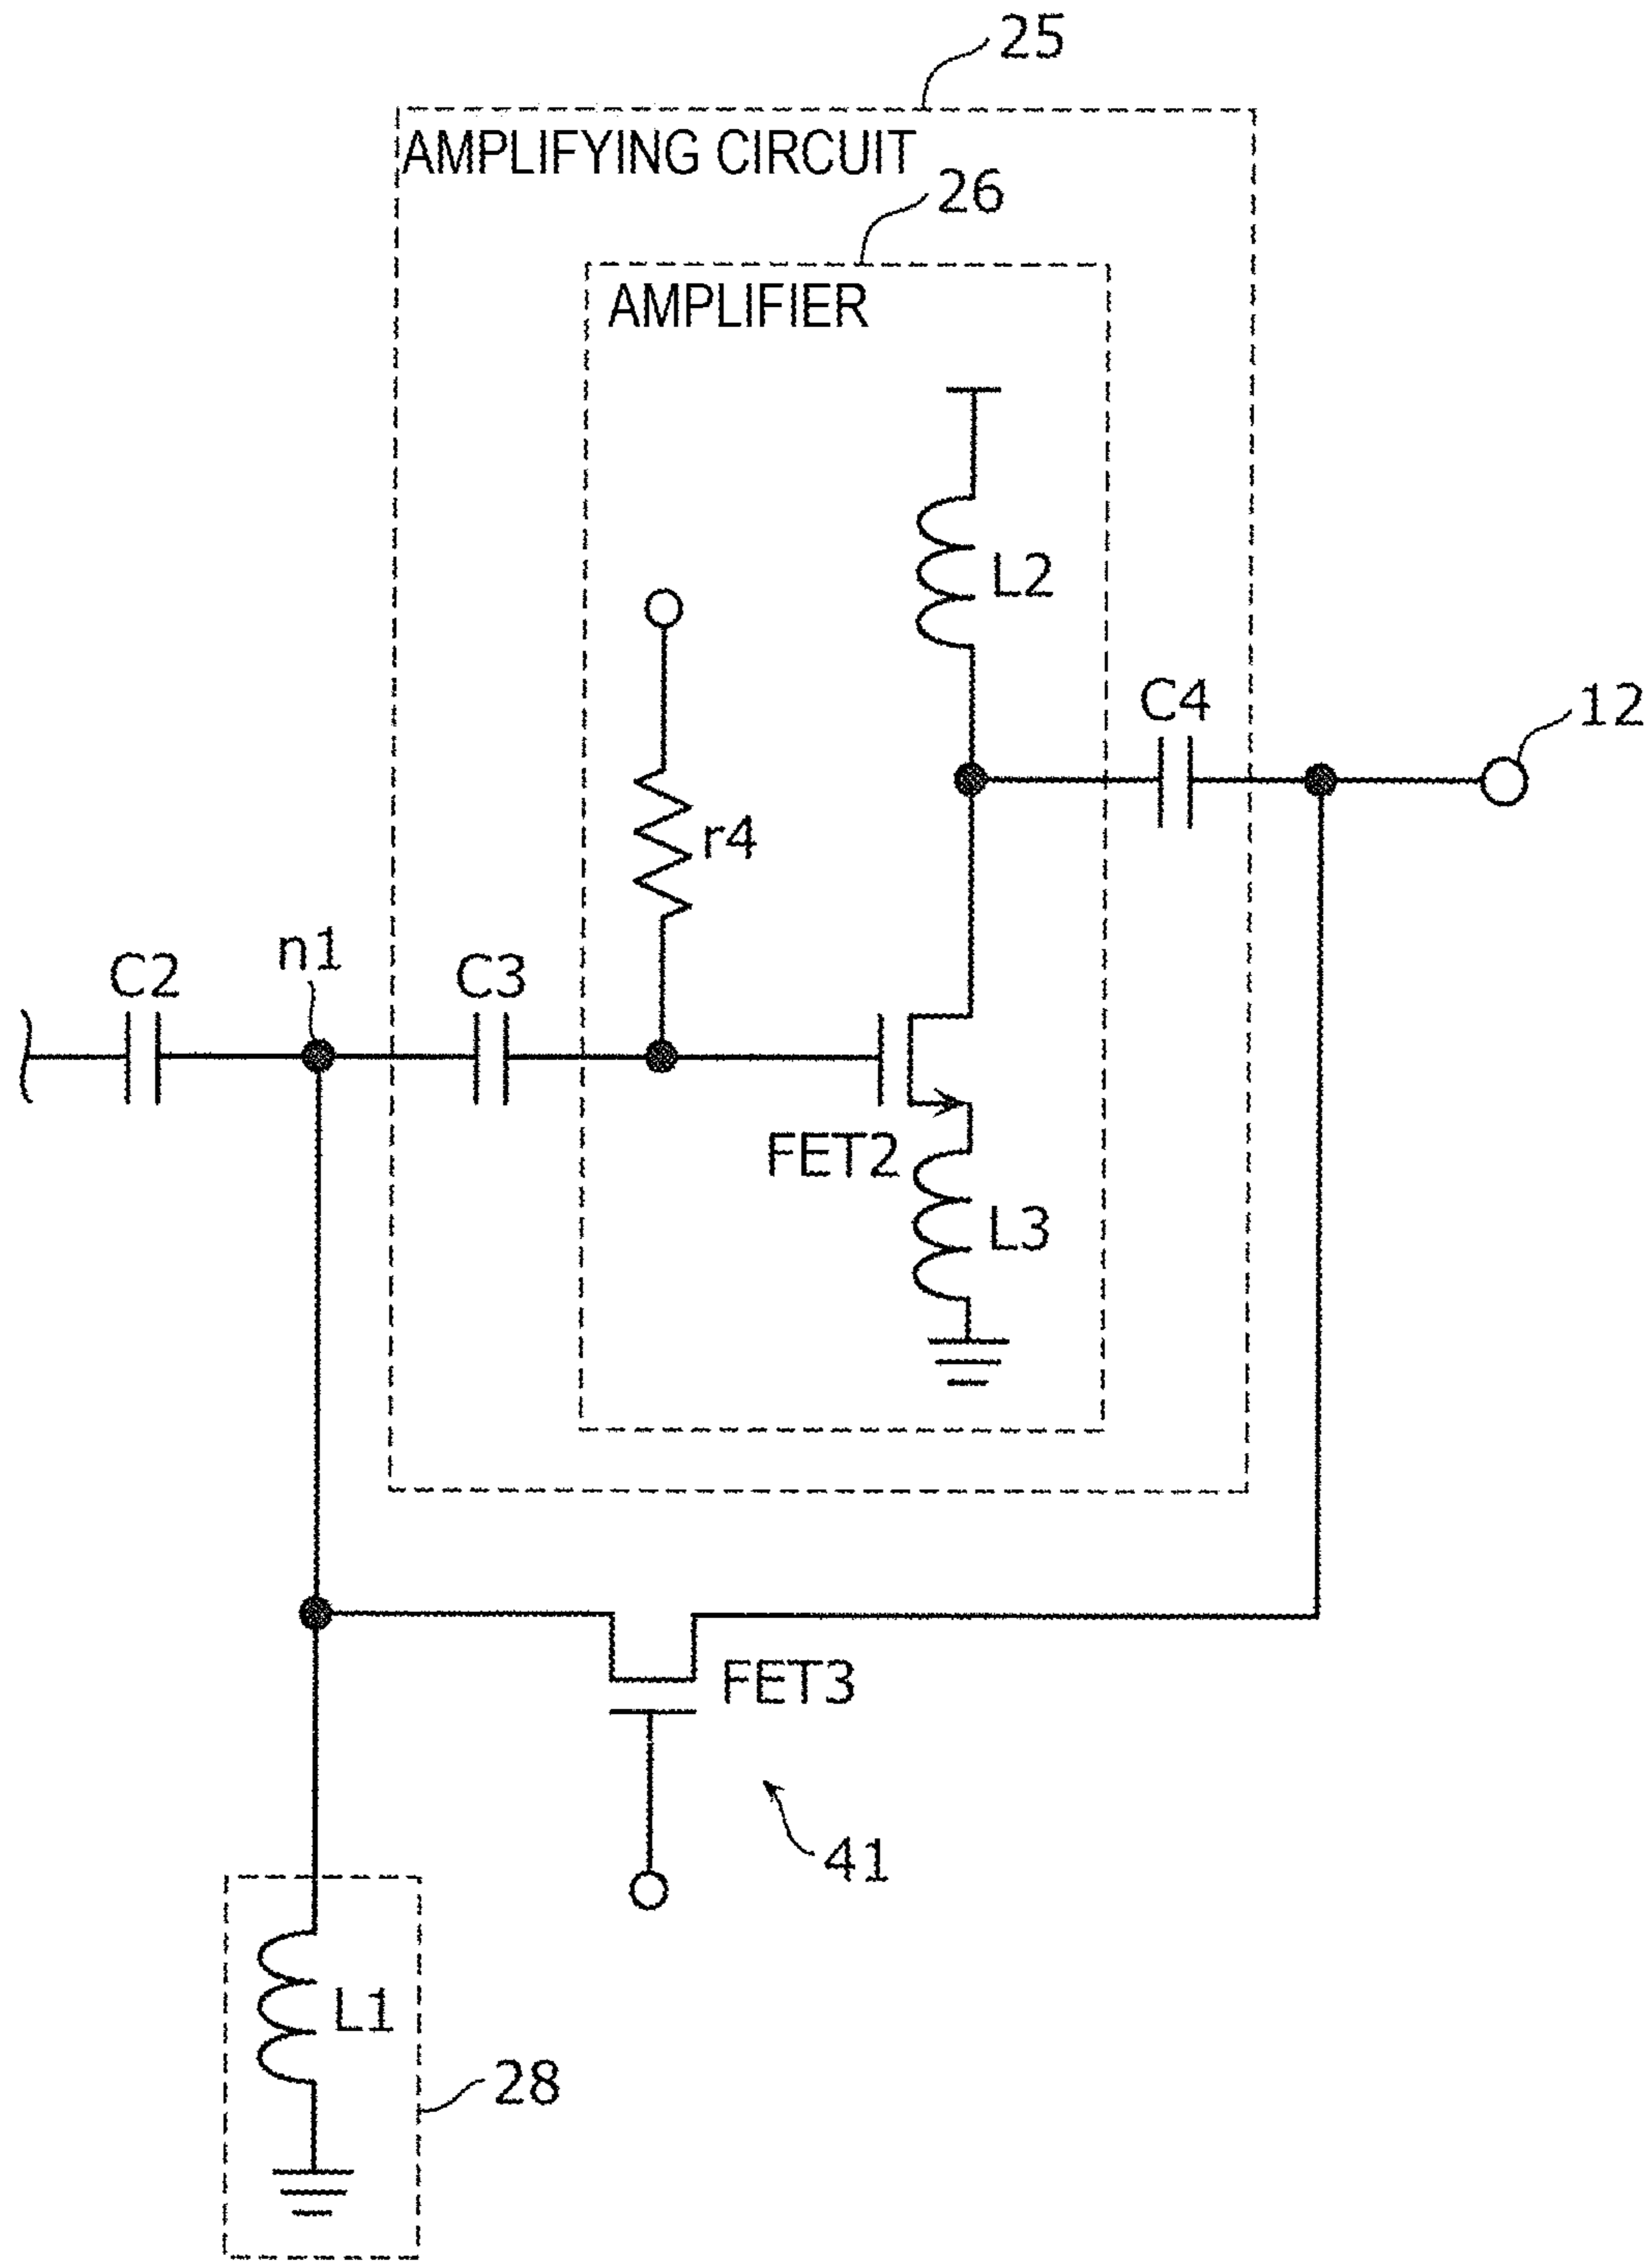 25
AMPLIFYING CIRCUIT
26
AMPLIFIER
L2
C4
12
r4
n1
C2
C3
FET2
L3
FET3
41
L1
28